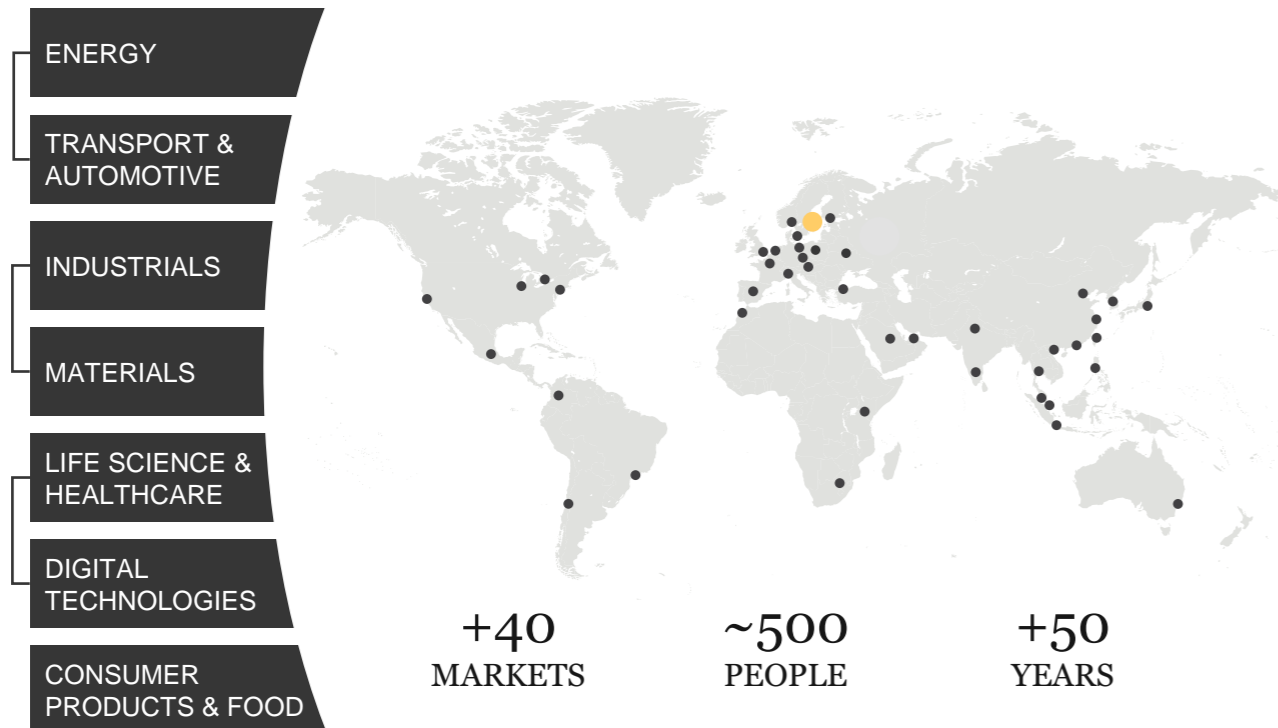 ENERGY
TRANSPORT &
AUTOMOTIVE
INDUSTRIALS
MATERIALS
LIFE SCIENCE &
HEALTHCARE
DIGITAL
TECHNOLOGIES
CONSUMER
PRODUCTS & FOOD
+40
MARKETS
~500
PEOPLE
+50
YEARS